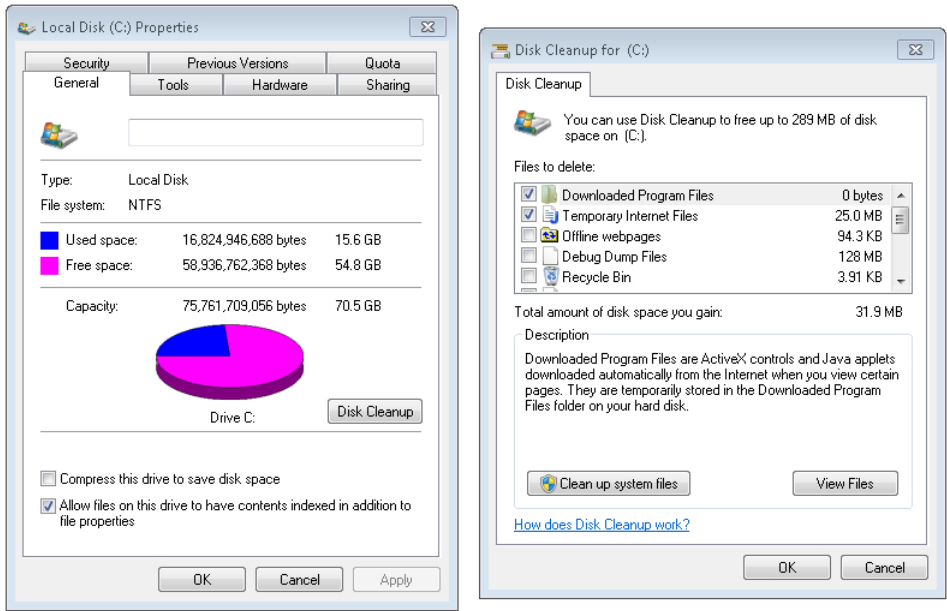 Local Disk (C:) Properties
Security Previous Versions Quota
General Tools Hardware Sharing
Type: Local Disk
File system: NTFS
Used space: 16,824,946,688 bytes 15.6 GB
Free space: 58,936,762,368 bytes 54.8 GB
Capacity: 75,761,709,056 bytes 70.5 GB
Drive C: Disk Cleanup
Compress this drive to save disk space
Allow files on this drive to have contents indexed in addition to
file properties
OK Cancel Apply
Disk Cleanup for (C:)
Disk Cleanup
You can use Disk Cleanup to free up to 289 MB of disk
space on (C:).
Files to delete:
Downloaded Program Files 0 bytes
Temporary Internet Files 25.0 MB
Offline webpages 94.3 KB
Debug Dump Files 128 MB
Recycle Bin 3.91 KB
Total amount of disk space you gain: 31.9 MB
Description
Downloaded Program Files are ActiveX controls and Java applets
downloaded automatically from the Internet when you view certain
pages. They are temporarily stored in the Downloaded Program
Files folder on your hard disk.
Clean up system files View Files
How does Disk Cleanup work?
OK Cancel